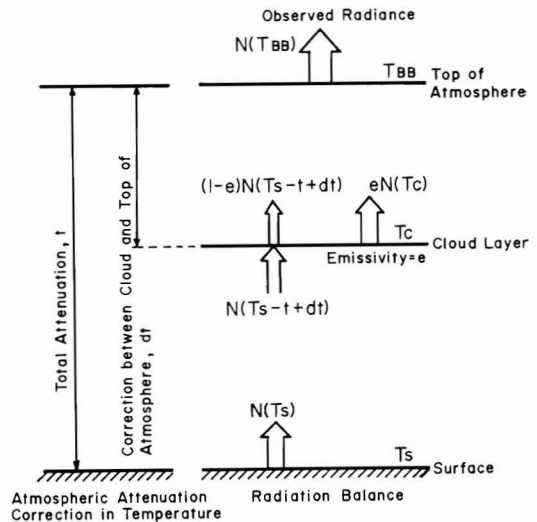 Observed Radiance
N(TBB)
TBB
Top of
Atmosphere
(1-e)N(Ts-t+dt)
eN(Tc)
Tc
Cloud Layer
Emissivity=e
N(Ts-t+dt)
Total Attenuation, t
Correction between Cloud and Top of
Atmosphere, dt
N(Ts)
Ts
Surface
Atmospheric Attenuation
Correction in Temperature
Radiation Balance